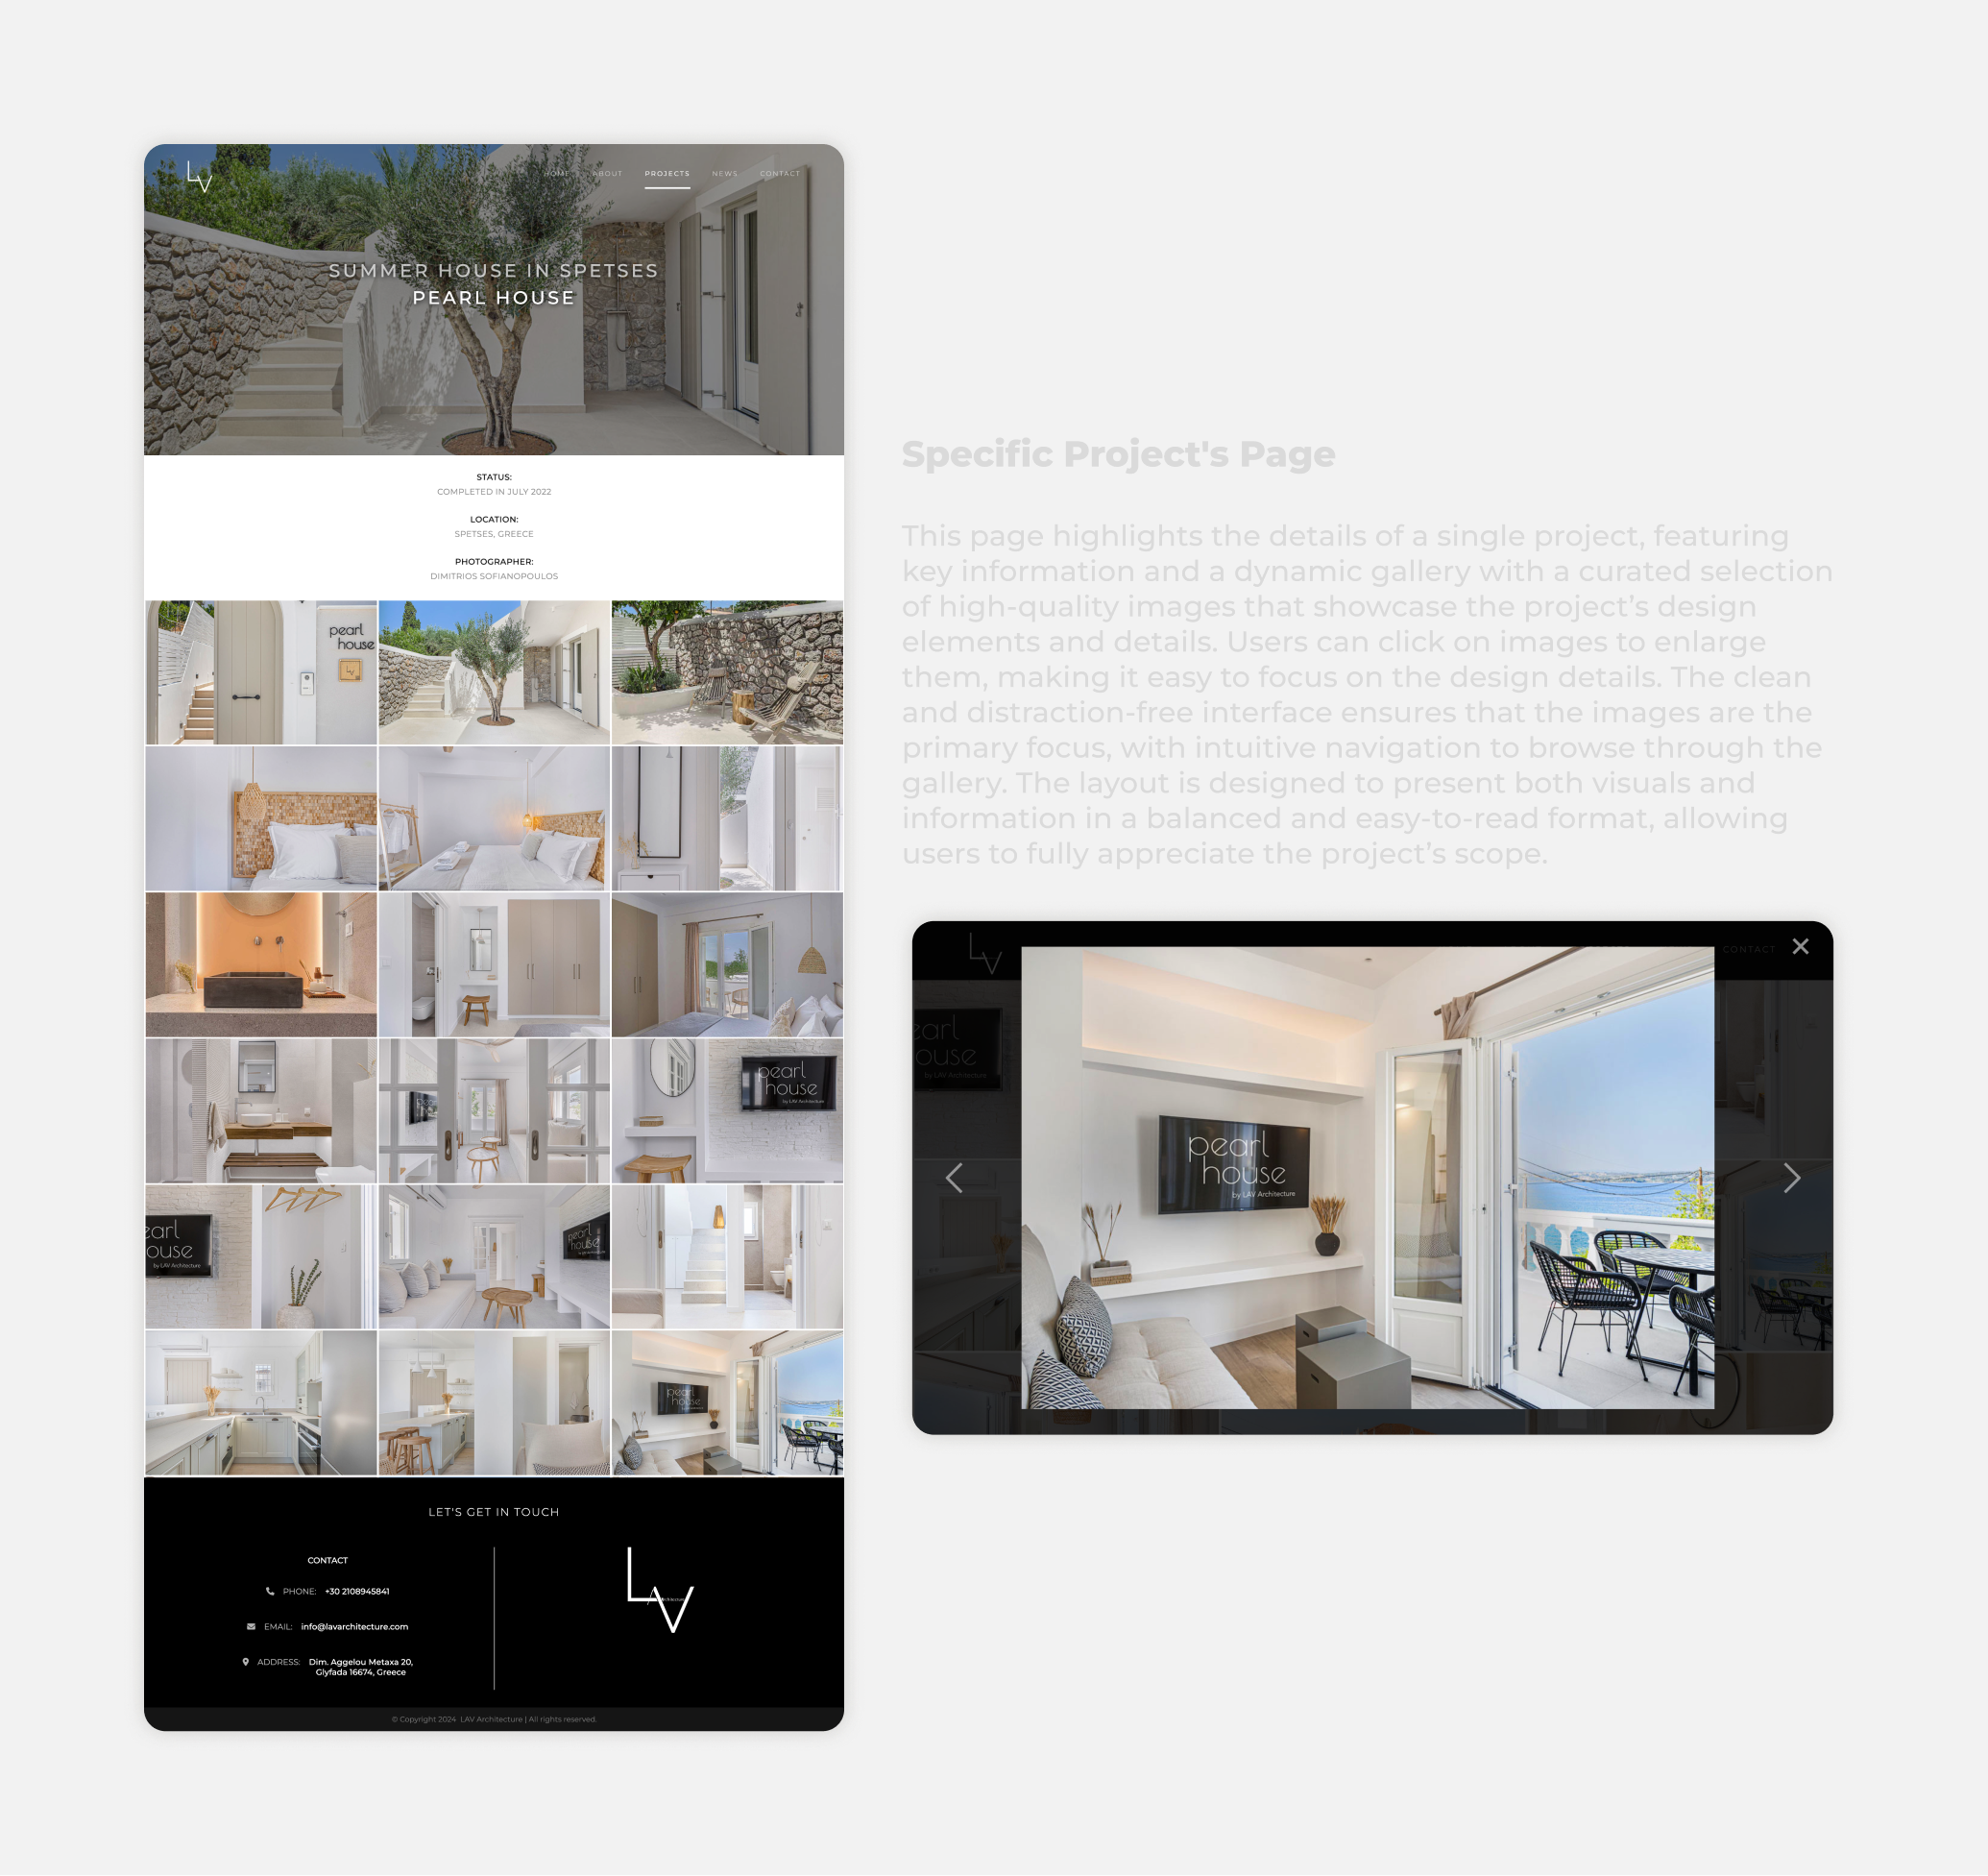 LV
HOME ABOUT PROJECTS NEWS CONTACT
SUMMER HOUSE IN SPETSES
PEARL HOUSE
STATUS:
COMPLETED IN JULY 2022
LOCATION:
SPETSES, GREECE
PHOTOGRAPHER:
DIMITRIOS SOFIANOPOULOS
pearl
house
pearl
house
by LAV Architecture
earl
ouse
by LAV Architecture
pearl
house
pearl
house
LET'S GET IN TOUCH
CONTACT
PHONE: +30 2108945841
EMAIL: info@lavarchitecture.com
ADDRESS: Dim. Aggelou Metaxa 20,
Glyfada 16674, Greece
LV
© Copyright 2024 LAV Architecture | All rights reserved.
Specific Project's Page
This page highlights the details of a single project, featuring
key information and a dynamic gallery with a curated selection
of high-quality images that showcase the project’s design
elements and details. Users can click on images to enlarge
them, making it easy to focus on the design details. The clean
and distraction-free interface ensures that the images are the
primary focus, with intuitive navigation to browse through the
gallery. The layout is designed to present both visuals and
information in a balanced and easy-to-read format, allowing
users to fully appreciate the project’s scope.
LV
CONTACT
earl
ouse
by LAV Architecture
pearl
house
by LAV Architecture